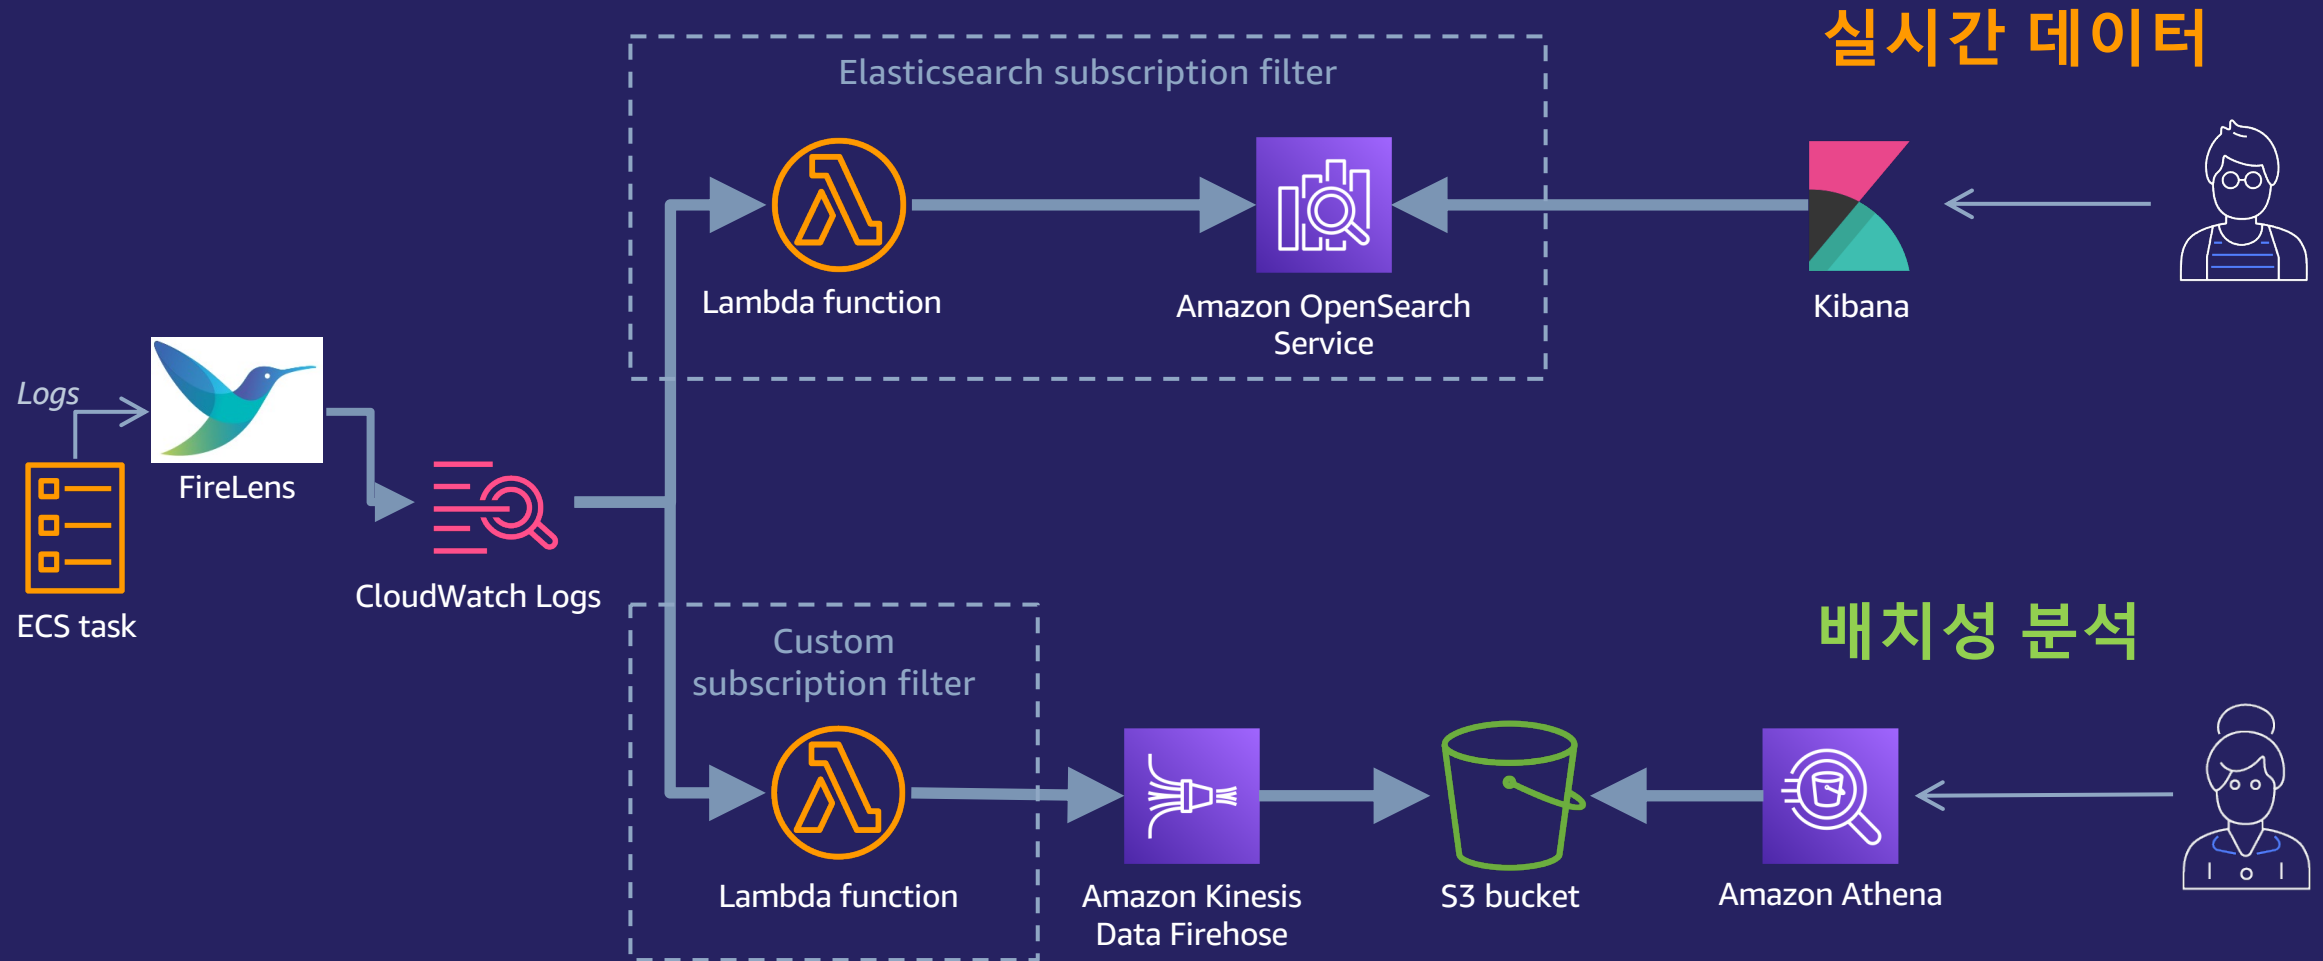 실시간 데이터
Elasticsearch subscription filter
Lambda function
Amazon OpenSearch
Service
Kibana
Logs
FireLens
ECS task
CloudWatch Logs
배치성 분석
Custom
subscription filter
Lambda function
Amazon Kinesis
Data Firehose
S3 bucket
Amazon Athena